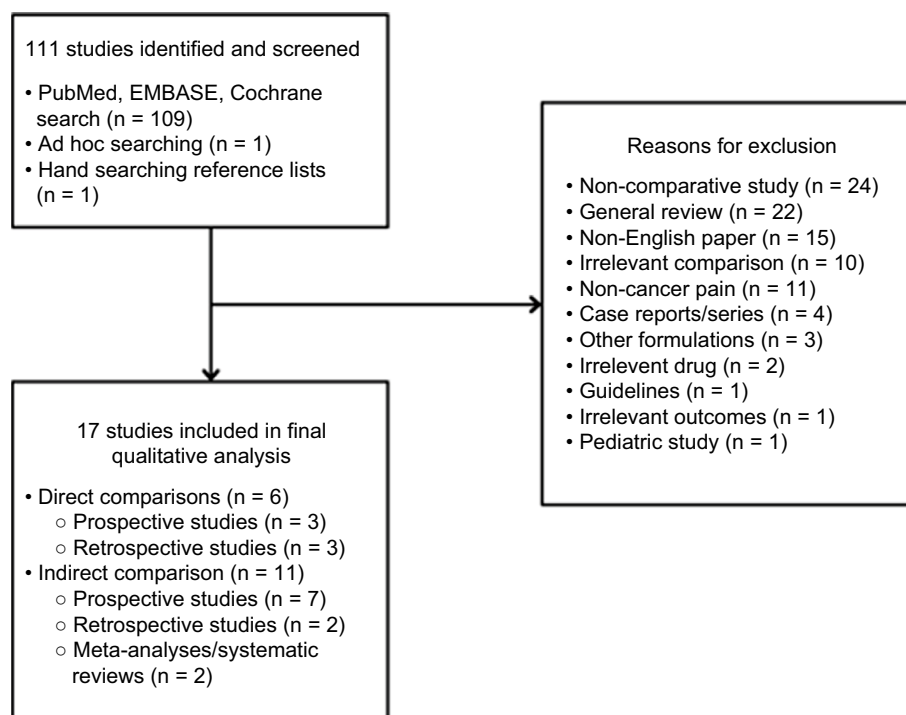 111 studies identified and screened
• PubMed, EMBASE, Cochrane
search (n = 109)
• Ad hoc searching (n = 1)
• Hand searching reference lists
(n = 1)
Reasons for exclusion
• Non-comparative study (n = 24)
• General review (n = 22)
• Non-English paper (n = 15)
• Irrelevant comparison (n = 10)
• Non-cancer pain (n = 11)
• Case reports/series (n = 4)
• Other formulations (n = 3)
• Irrelevent drug (n = 2)
• Guidelines (n = 1)
• Irrelevant outcomes (n = 1)
• Pediatric study (n = 1)
17 studies included in final
qualitative analysis
• Direct comparisons (n = 6)
○ Prospective studies (n = 3)
○ Retrospective studies (n = 3)
• Indirect comparison (n = 11)
○ Prospective studies (n = 7)
○ Retrospective studies (n = 2)
○ Meta-analyses/systematic
reviews (n = 2)